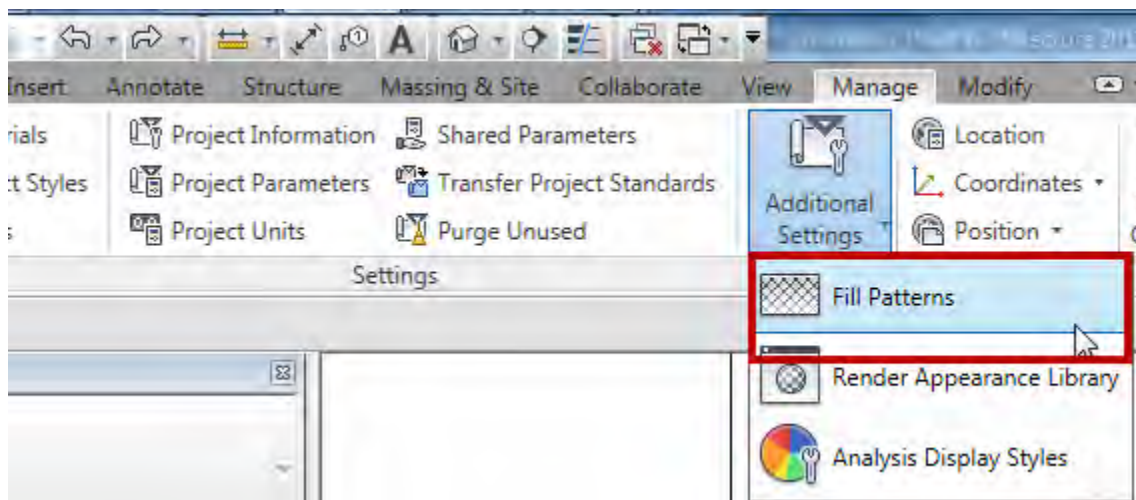 Insert Annotate Structure Massing & Site Collaborate View Manage Modify
Project Information Shared Parameters Location
Styles Project Parameters Transfer Project Standards Additional Settings Coordinates
Project Units Purge Unused Position
Settings
Fill Patterns
Render Appearance Library
Analysis Display Styles